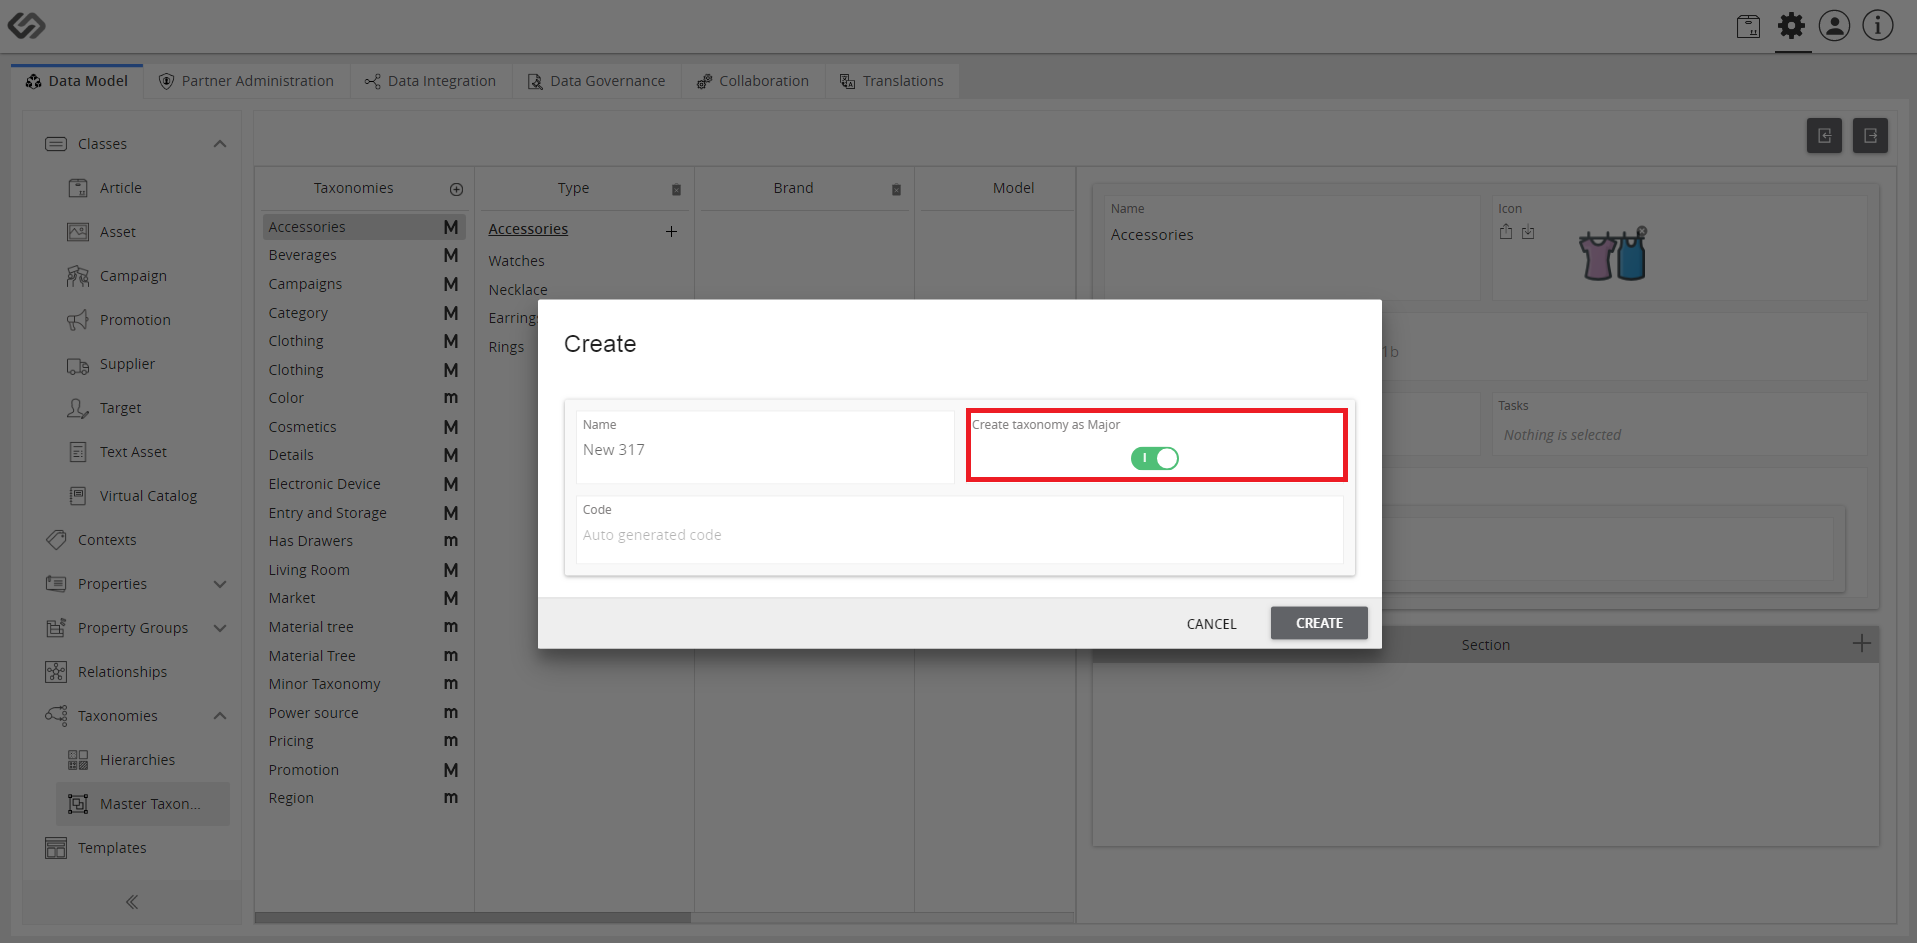 Data Model
Partner Administration
Data Integration
Data Governance
Collaboration
Translations
Classes
Article
Asset
Campaign
Promotion
Supplier
Target
Text Asset
Virtual Catalog
Contexts
Properties
Property Groups
Relationships
Taxonomies
Hierarchies
Master Taxon...
Templates
Taxonomies
Accessories M
Beverages M
Campaigns M
Category M
Clothing M
Clothing M
Color m
Cosmetics M
Details M
Electronic Device M
Entry and Storage M
Has Drawers m
Living Room M
Market M
Material tree m
Material Tree m
Minor Taxonomy m
Power source m
Pricing m
Promotion M
Region m
Type
Accessories
Watches
Necklace
Earrings
Rings
Brand
Model
Name
Accessories
Icon
1b
Tasks
Nothing is selected
Section
Create
Name
New 317
Create taxonomy as Major
Code
Auto generated code
CANCEL
CREATE